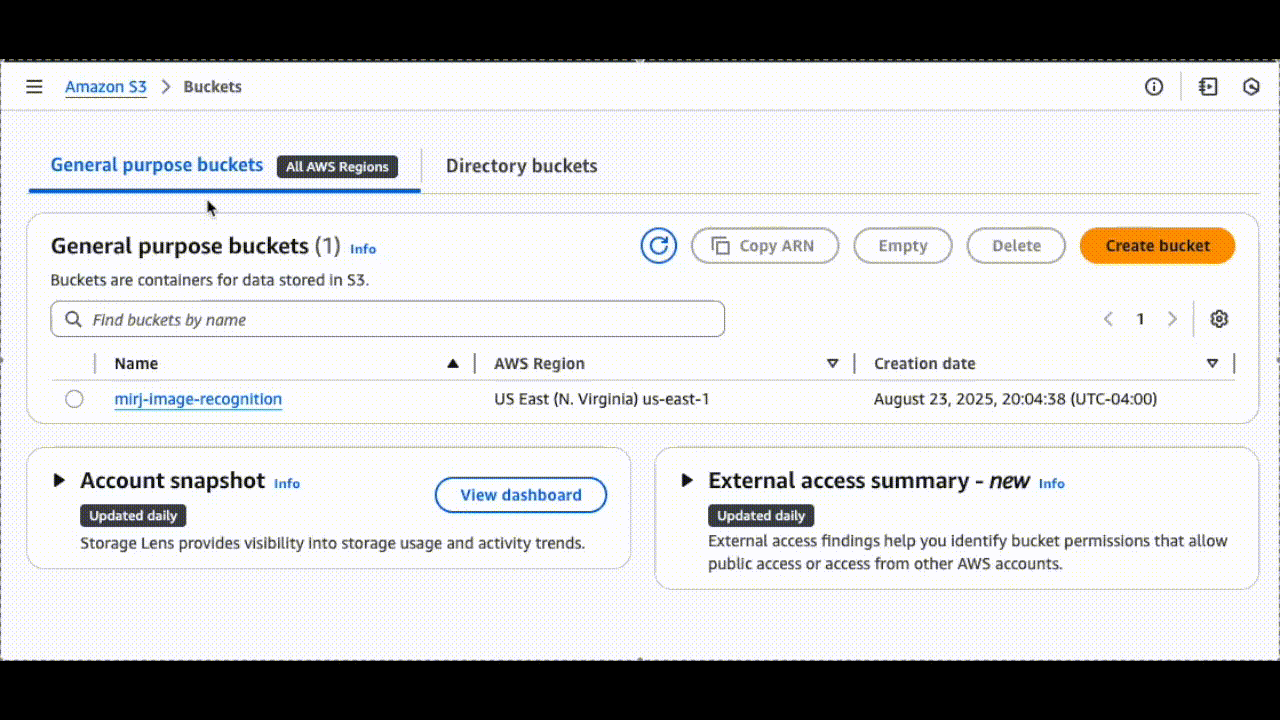 Amazon S3 > Buckets
General purpose buckets All AWS Regions Directory buckets
General purpose buckets (1) Info
Copy ARN Empty Delete Create bucket
Buckets are containers for data stored in S3.
Find buckets by name
1
Name AWS Region Creation date
mirj-image-recognition US East (N. Virginia) us-east-1 August 23, 2025, 20:04:38 (UTC-04:00)
Account snapshot Info
View dashboard
Updated daily
Storage Lens provides visibility into storage usage and activity trends.
External access summary - new Info
Updated daily
External access findings help you identify bucket permissions that allow
public access or access from other AWS accounts.